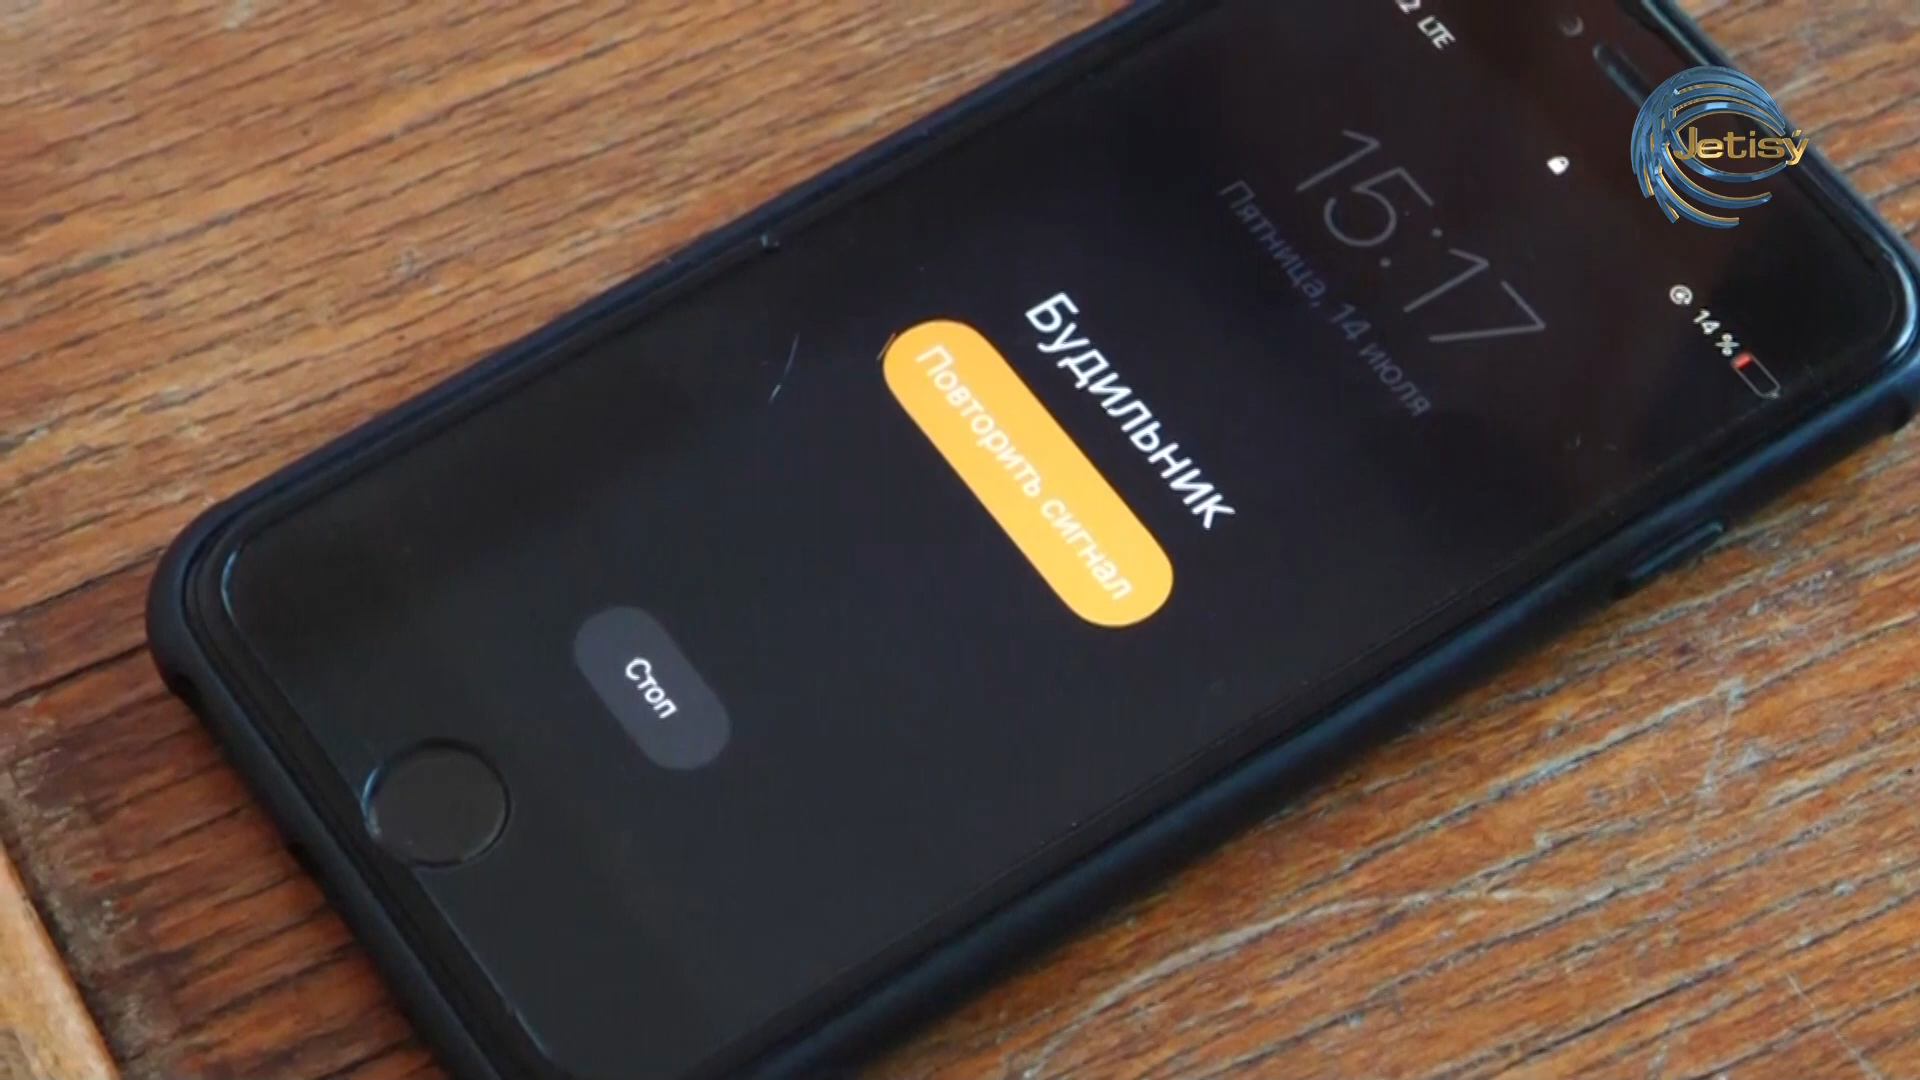 LTE
14 %
15:17
Пятница, 14 июля
Будильник
Повторить сигнал
Стоп
Jetisý